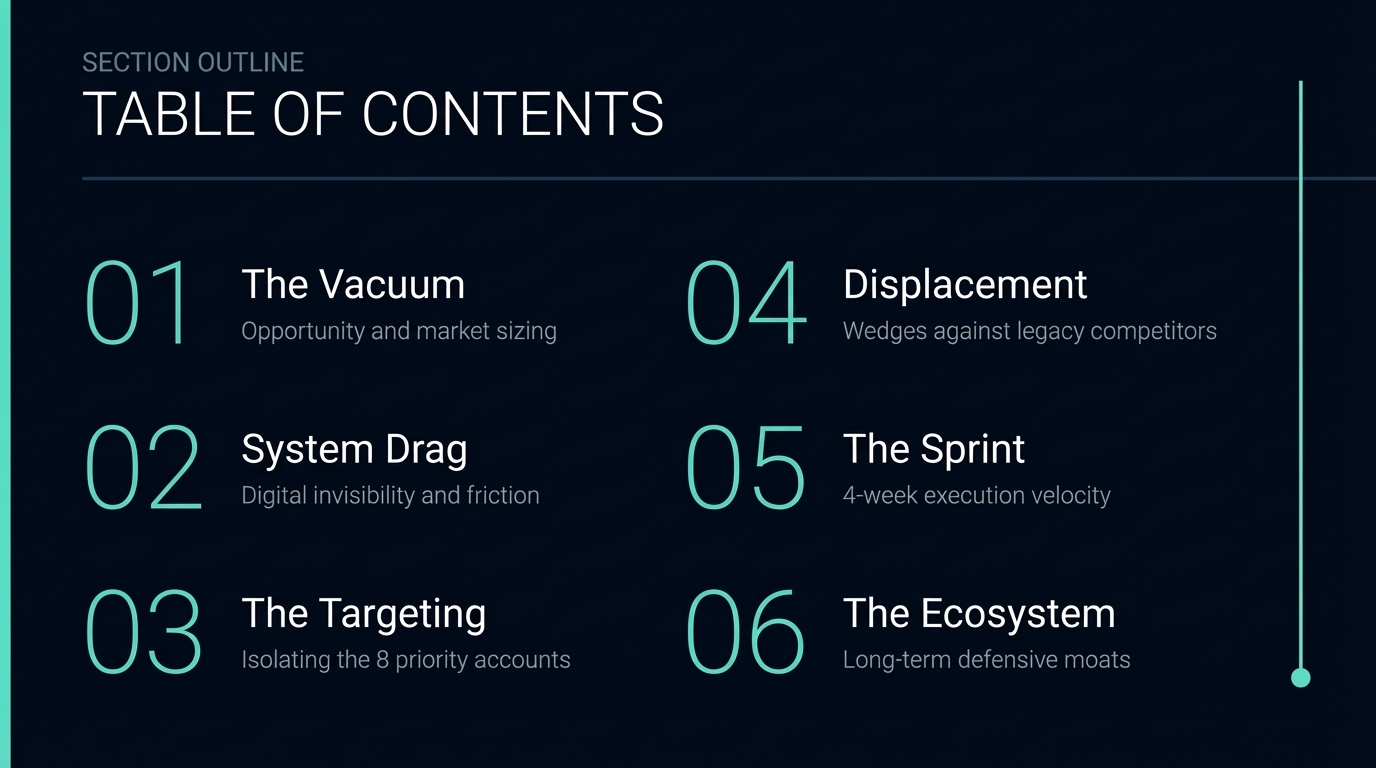 SECTION OUTLINE
TABLE OF CONTENTS
01
The Vacuum
Opportunity and market sizing
02
System Drag
Digital invisibility and friction
03
The Targeting
Isolating the 8 priority accounts
04
Displacement
Wedges against legacy competitors
05
The Sprint
4-week execution velocity
06
The Ecosystem
Long-term defensive moats